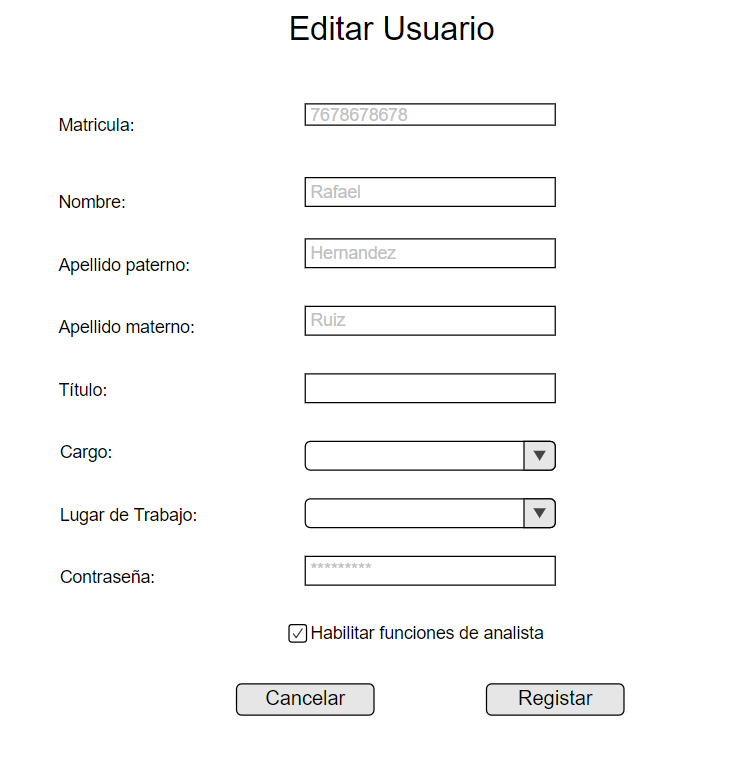 Editar Usuario
Matricula: 7678678678
Nombre: Rafael
Apellido paterno: Hernandez
Apellido materno: Ruiz
Título:
Cargo:
Lugar de Trabajo:
Contraseña: *********
Habilitar funciones de analista
Cancelar Registar